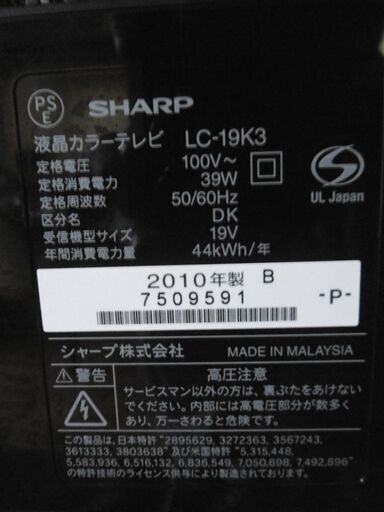 PS
E
SHARP
液晶カラーテレビ LC-19K3
定格電圧 100V～
定格消費電力 39W
定格周波数 50/60Hz
区分名 DK
受信機型サイズ 19V
年間消費電力量 44kWh/年
S
UL Japan
2010年製 B
7509591
-P-
シャープ株式会社 MADE IN MALAYSIA
警告 高圧注意
サービスマン以外の方は、裏ぶたをあけないで
ください。内部には高電圧部分が数多く
あり、万一さわると危険です。
この製品は、日本特許 "2895629, 3272363, 3567243,
3613333, 3803638" 及び米国特許 "5,315,448,
5,583,936, 6,516,132, 6,836,549, 7,050,698, 7,492,896"
の特許技術のライセンス供与により製造されました。